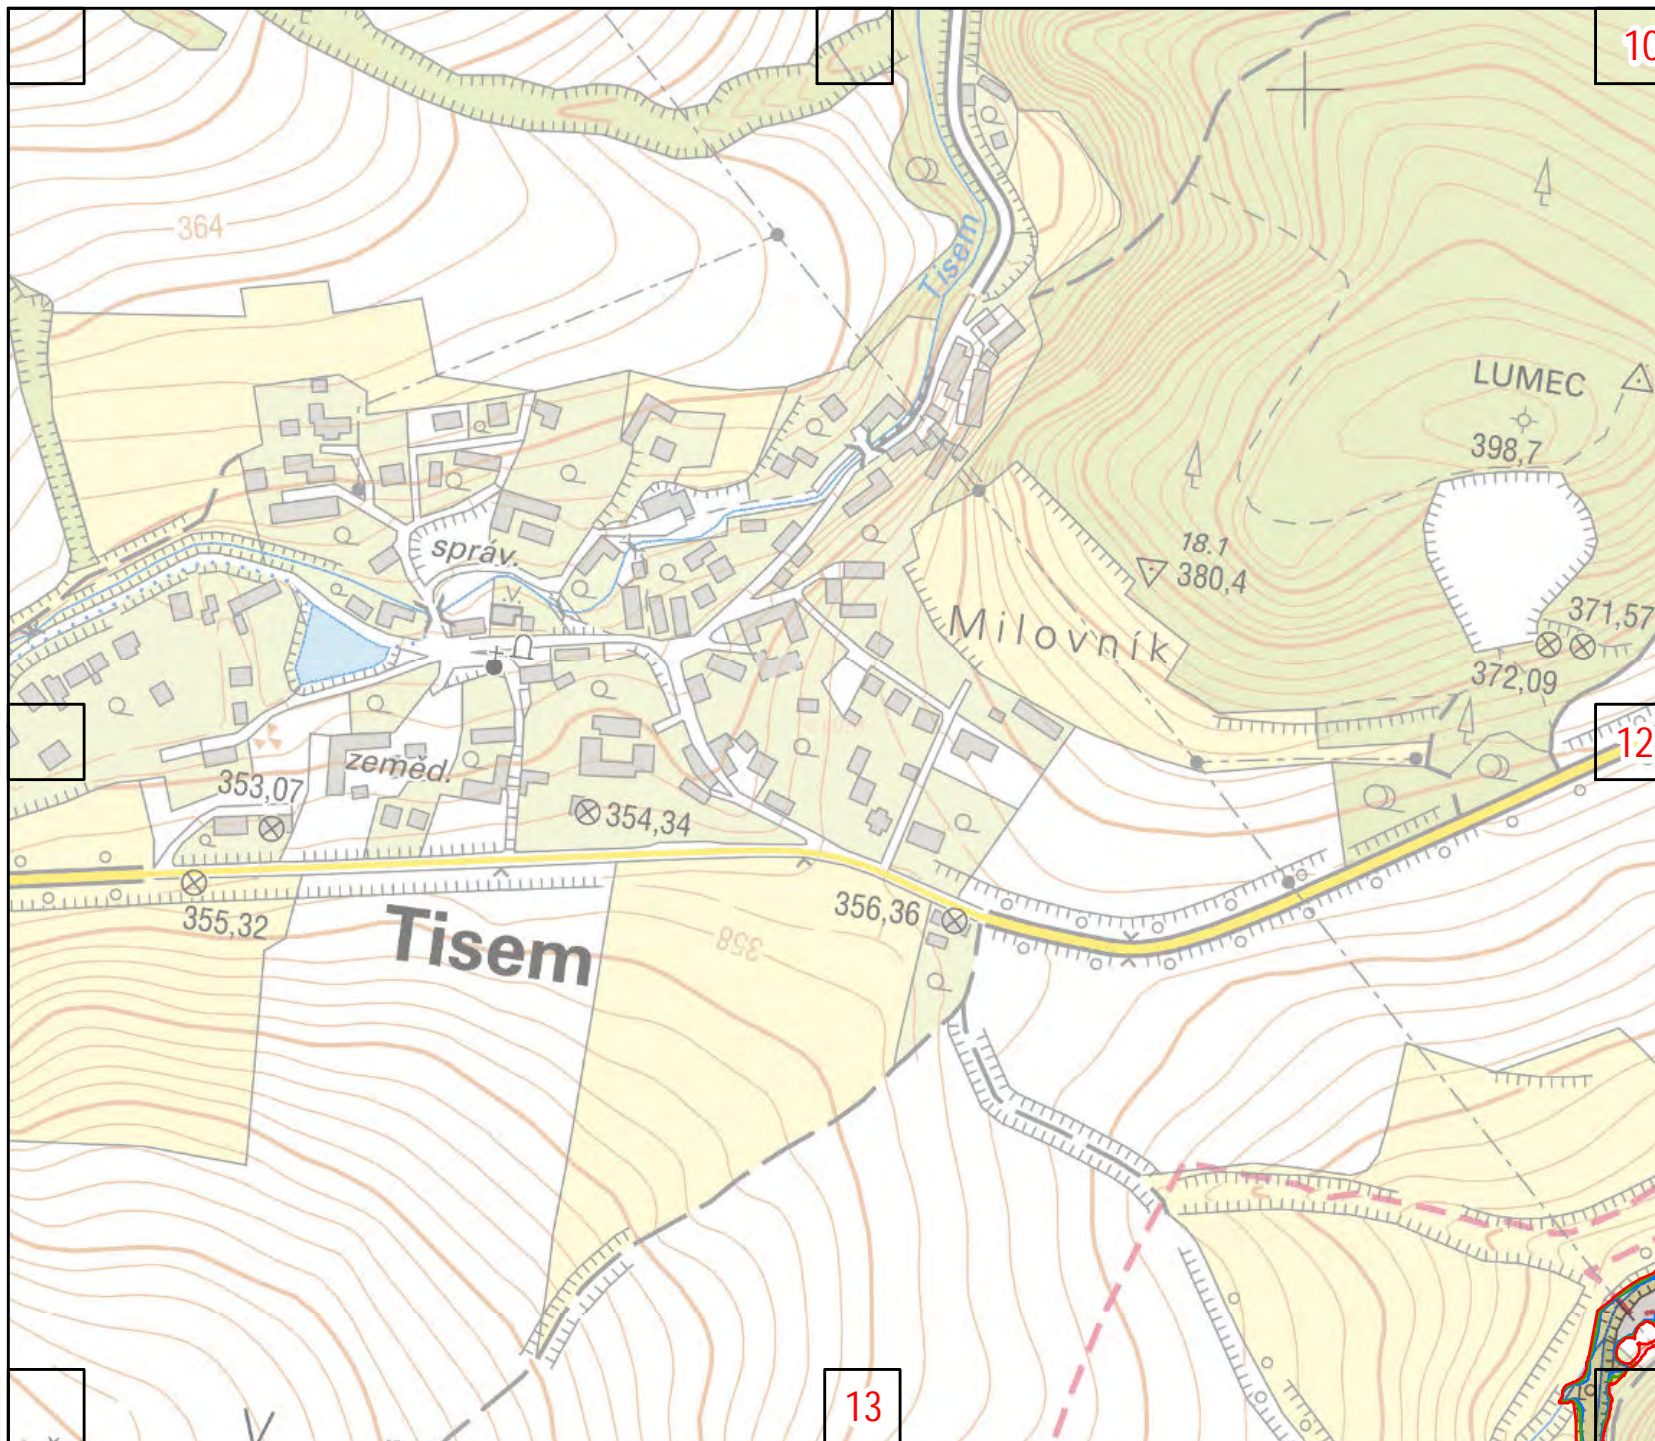 10
364
Tisem
LUMEC
398,7
18.1
380,4
správ.
v.
Milovník
371,57
372,09
12
zeměd.
353,07
354,34
355,32
356,36
Tisem
358
13